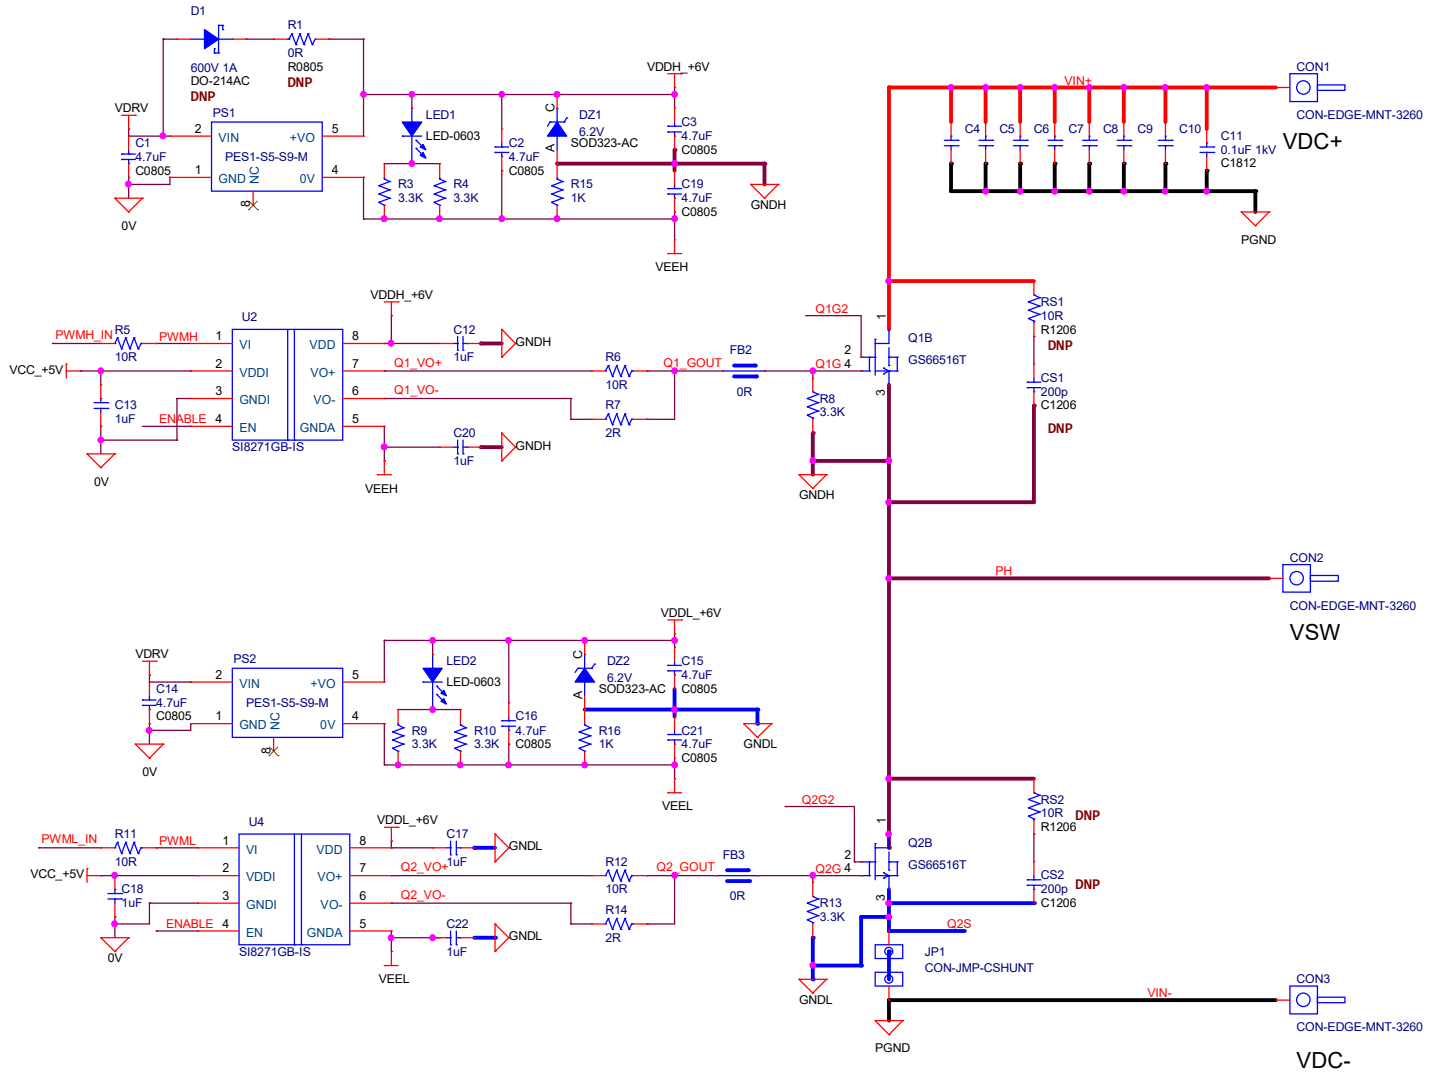 D1
600V 1A
DO-214AC
DNP
R1
0R
R0805
DNP
VDRV
C1
4.7uF
C0805
0V
PS1
2
VIN
+VO
5
PES1-S5-S9-M
1
GND
NC
0V
4
8
LED1
LED-0603
R3
3.3K
R4
3.3K
C2
4.7uF
C0805
C
A
DZ1
6.2V
SOD323-AC
R15
1K
VDDH_+6V
C3
4.7uF
C0805
C19
4.7uF
C0805
GNDH
VEEH
VIN+
CON1
CON-EDGE-MNT-3260
VDC+
C4
C5
C6
C7
C8
C9
C10
C11
0.1uF 1kV
C1812
PGND
PWMH_IN
R5
10R
PWMH
VCC_+5V
C13
1uF
0V
ENABLE
U2
1
VI
VDD
8
2
VDDI
VO+
7
3
GNDI
VO-
6
4
EN
GNDA
5
SI8271GB-IS
VDDH_+6V
C12
1uF
GNDH
Q1_VO+
Q1_VO-
C20
1uF
GNDH
VEEH
R6
10R
R7
2R
Q1_GOUT
FB2
0R
Q1G2
Q1G
R8
3.3K
GNDH
1
2
4
3
Q1B
GS66516T
RS1
10R
R1206
DNP
CS1
200p
C1206
DNP
PH
CON2
CON-EDGE-MNT-3260
VSW
VDRV
C14
4.7uF
C0805
0V
PS2
2
VIN
+VO
5
PES1-S5-S9-M
1
GND
NC
0V
4
8
LED2
LED-0603
R9
3.3K
R10
3.3K
C16
4.7uF
C0805
C
A
DZ2
6.2V
SOD323-AC
R16
1K
VDDL_+6V
C15
4.7uF
C0805
C21
4.7uF
C0805
GNDL
VEEL
PWML_IN
R11
10R
PWML
VCC_+5V
C18
1uF
0V
ENABLE
U4
1
VI
VDD
8
2
VDDI
VO+
7
3
GNDI
VO-
6
4
EN
GNDA
5
SI8271GB-IS
VDDL_+6V
C17
1uF
GNDL
Q2_VO+
Q2_VO-
C22
1uF
GNDL
VEEL
R12
10R
R14
2R
Q2_GOUT
FB3
0R
Q2G2
Q2G
R13
3.3K
GNDL
1
2
4
3
Q2B
GS66516T
RS2
10R
R1206
DNP
CS2
200p
C1206
DNP
Q2S
JP1
CON-JMP-CSHUNT
PGND
VIN-
CON3
CON-EDGE-MNT-3260
VDC-